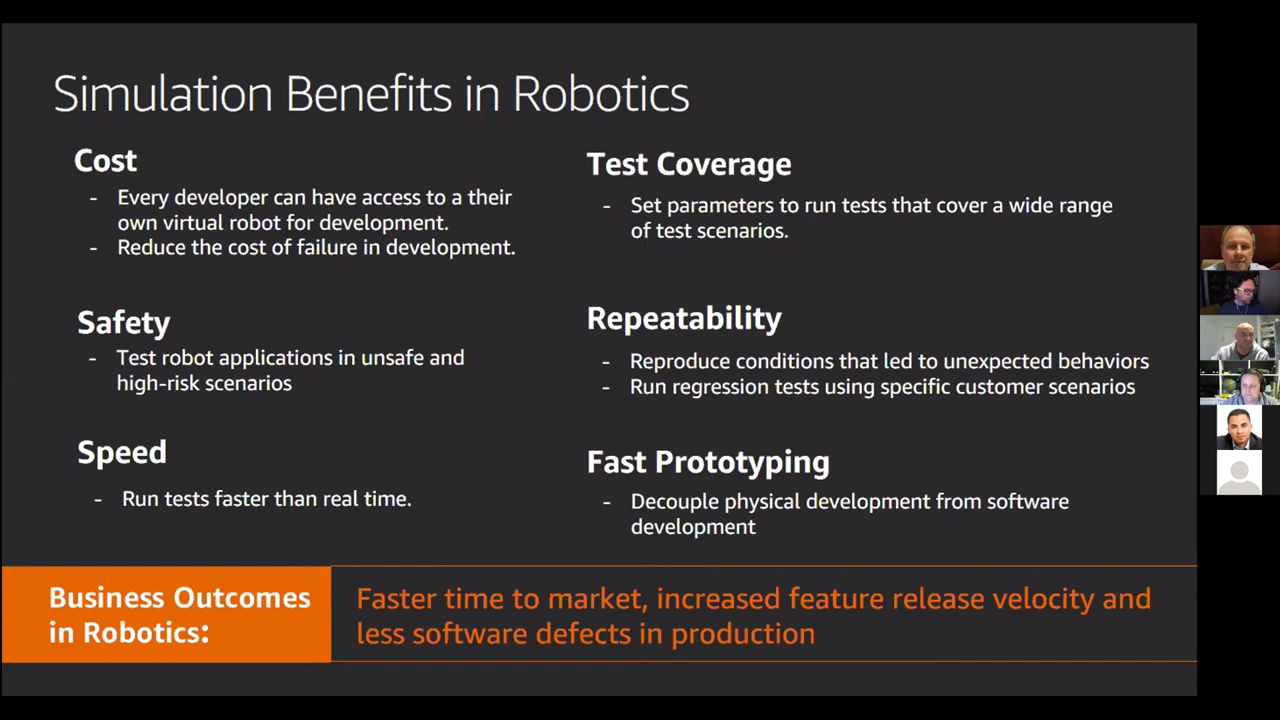 Simulation Benefits in Robotics
Cost
- Every developer can have access to a their
own virtual robot for development.
- Reduce the cost of failure in development.
Safety
- Test robot applications in unsafe and
high-risk scenarios
Speed
- Run tests faster than real time.
Test Coverage
- Set parameters to run tests that cover a wide range
of test scenarios.
Repeatability
- Reproduce conditions that led to unexpected behaviors
- Run regression tests using specific customer scenarios
Fast Prototyping
- Decouple physical development from software
development
Business Outcomes
in Robotics:
Faster time to market, increased feature release velocity and
less software defects in production